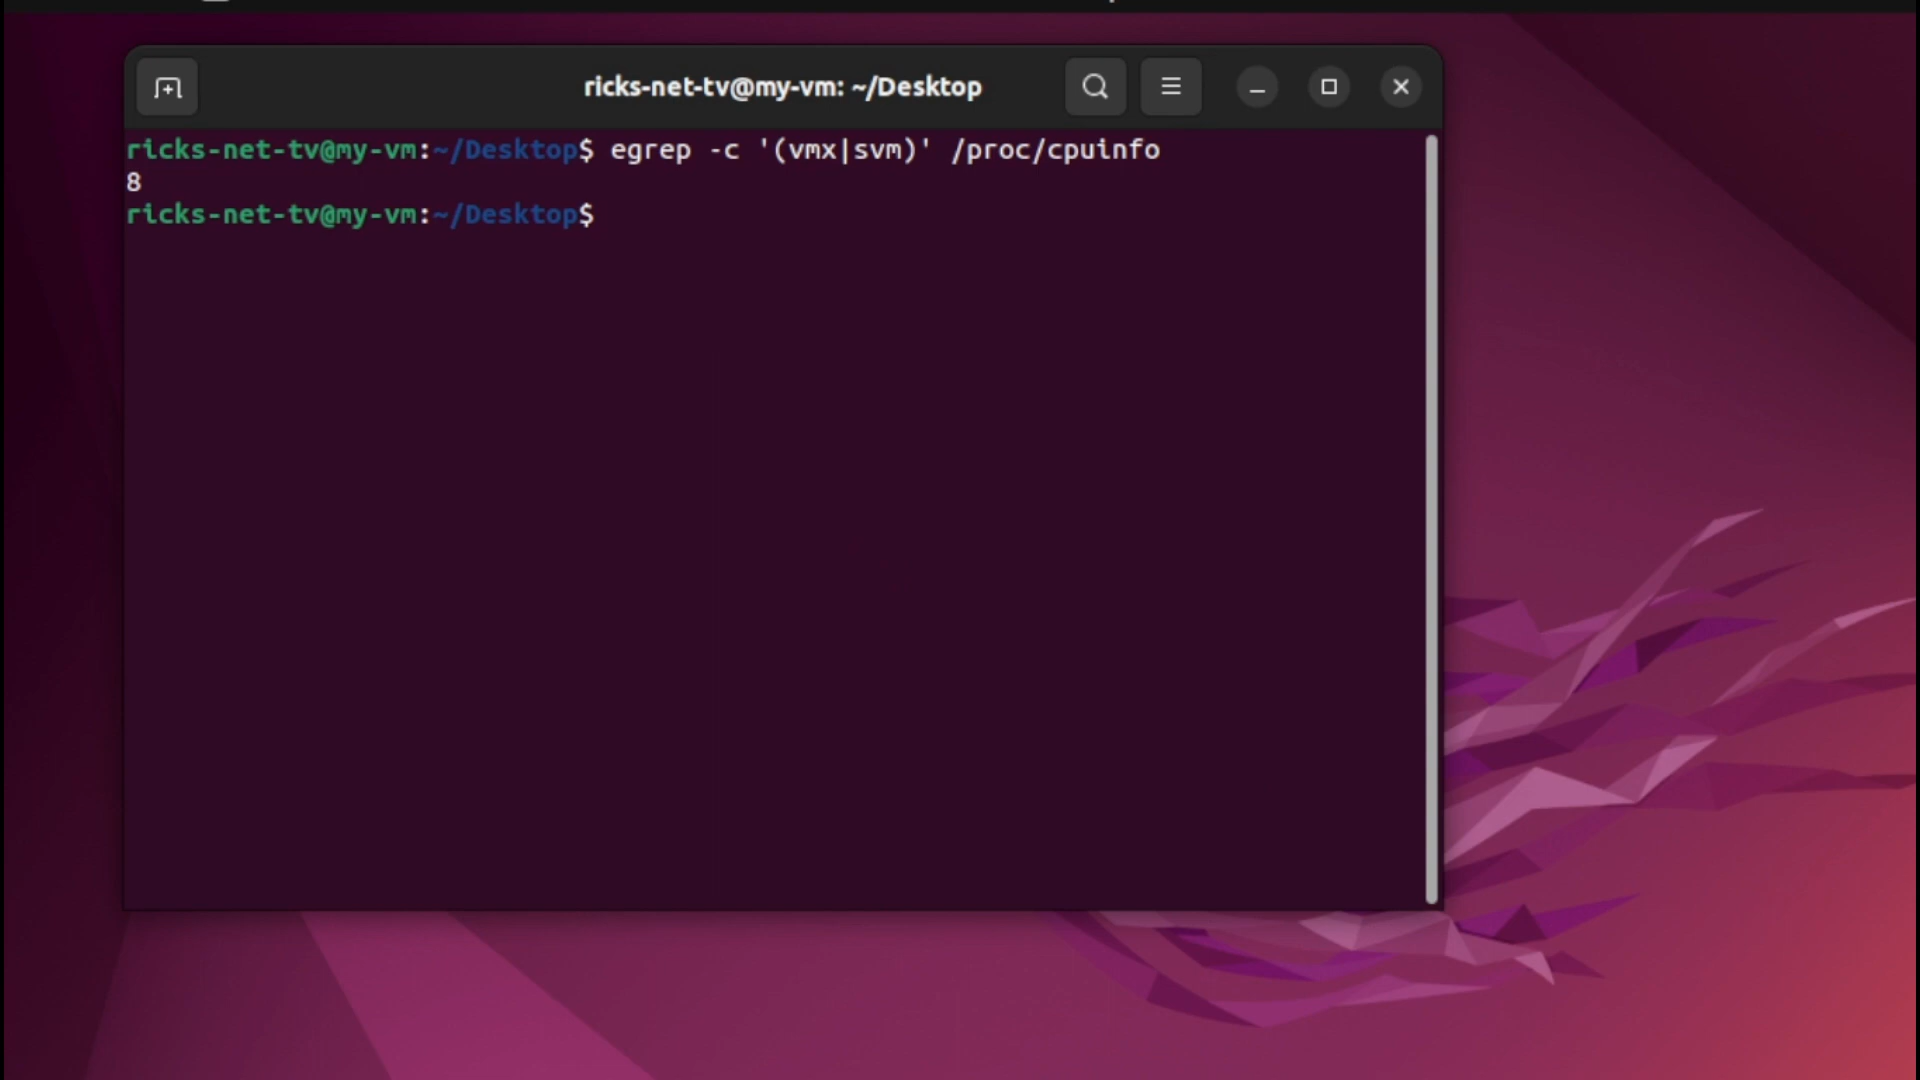 ricks-net-tv@my-vm: ~/Desktop
ricks-net-tv@my-vm:~/Desktop$ egrep -c '(vmx|svm)' /proc/cpuinfo
8
ricks-net-tv@my-vm:~/Desktop$